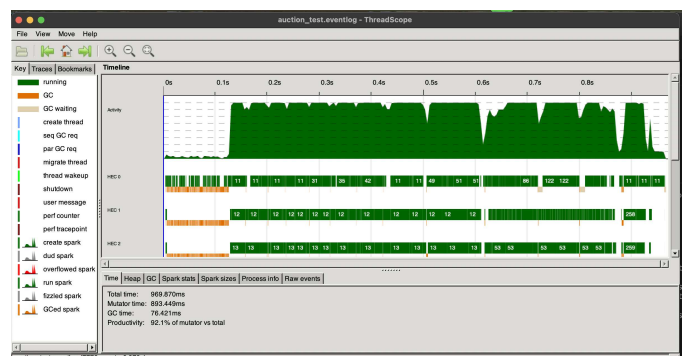 auction_test.eventlog - ThreadScope
File View Move Help
Key Traces Bookmarks
running
GC
GC waiting
create thread
seq GC req
par GC req
migrate thread
thread wakeup
shutdown
user message
perf counter
perf tracepoint
create spark
dud spark
overflowed spark
run spark
fizzled spark
GCed spark
Timeline
0s 0.1s 0.2s 0.3s 0.4s 0.5s 0.6s 0.7s 0.8s
Activity
HEC 0
11 11 11 31 35 42 11 11 49 51 51 86 122 122 11 11 11
HEC 1
12 12 12 12 12 12 12 12 12 12 12 258
HEC 2
13 13 13 13 13 13 13 13 13 13 53 53 53 53 53 259
Time Heap GC Spark stats Spark sizes Process info Raw events
Total time: 969.870ms
Mutator time: 893.449ms
GC time: 76.421ms
Productivity: 92.1% of mutator vs total